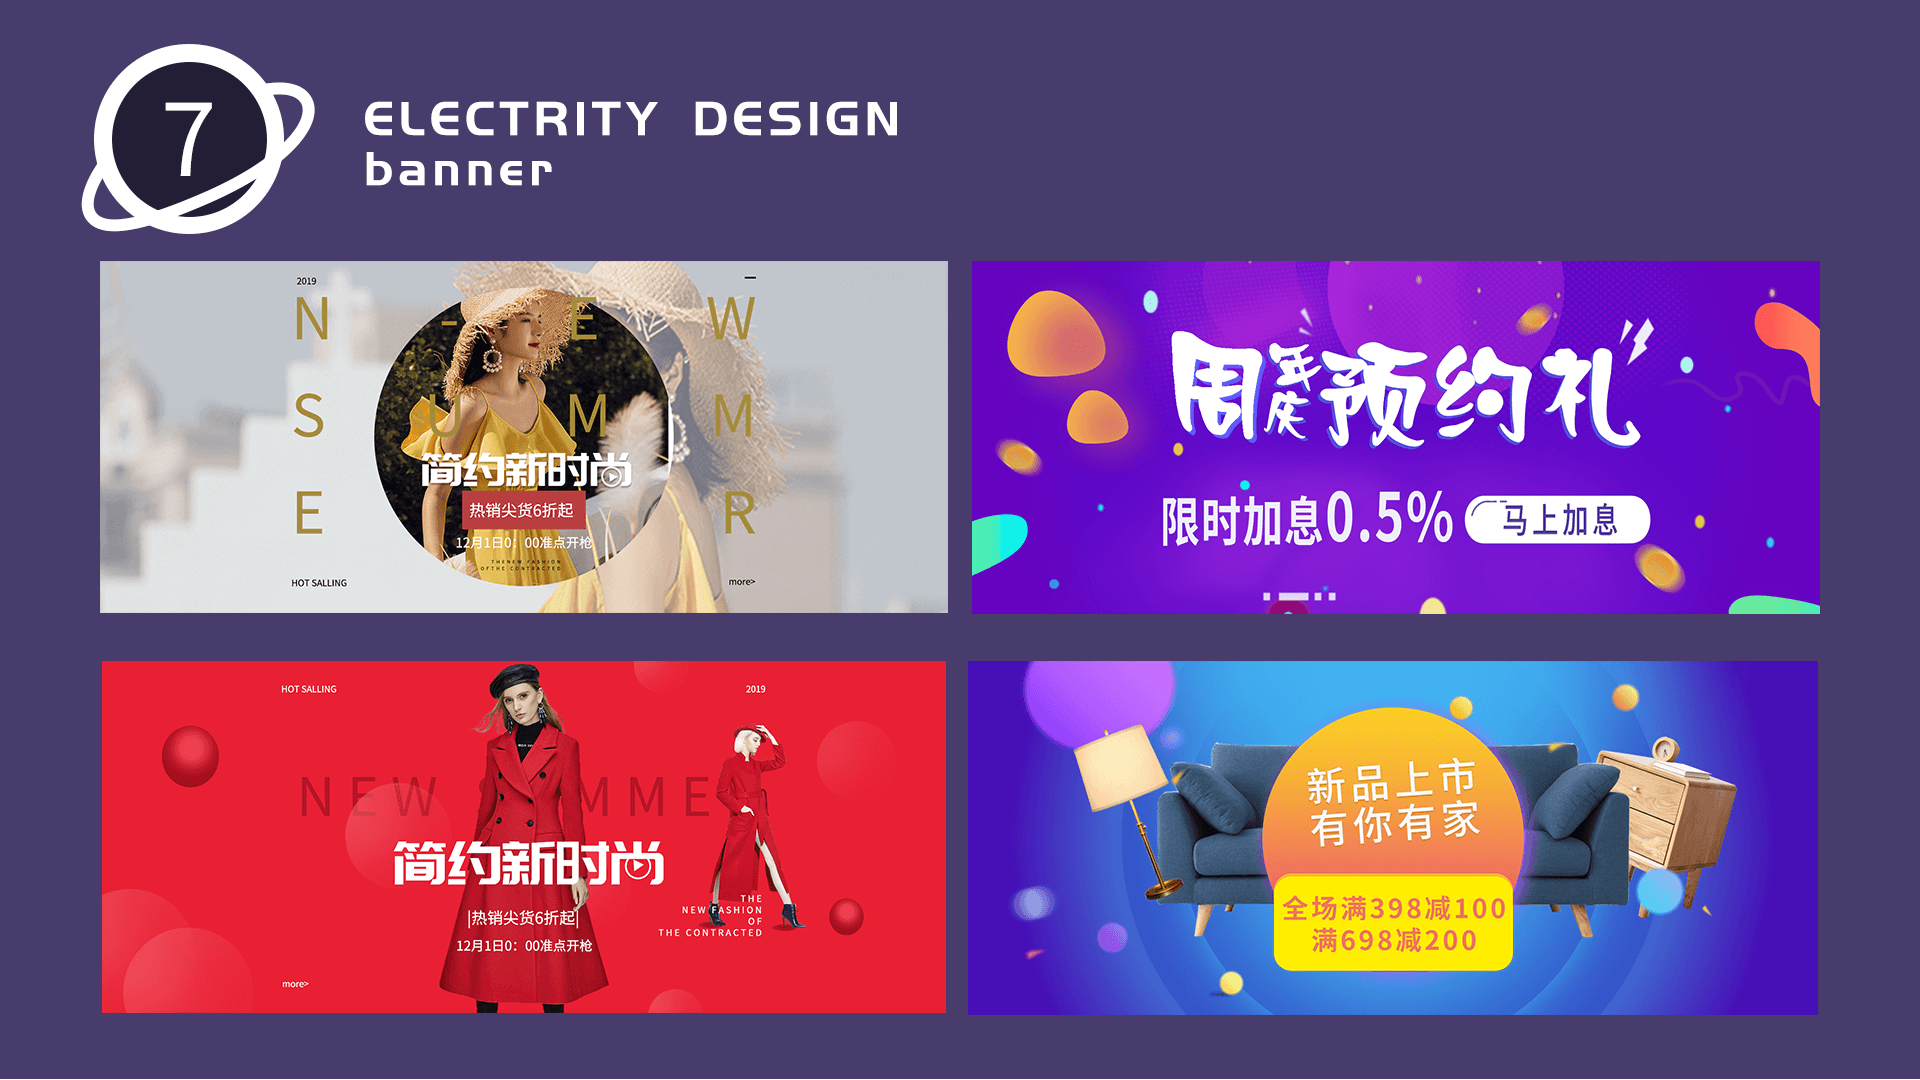 7
ELECTRITY DESIGN
banner
2019
N - E W
S U M M
E R
简约新时尚
热销尖货6折起
12月1日0：00准点开枪
THENEW FASHION
OFTHE CONTRACTED
HOT SALLING
more>
周年庆预约礼
限时加息0.5%
马上加息
HOT SALLING
2019
NEW S MME
简约新时尚
|热销尖货6折起|
12月1日0：00准点开枪
THE
NEW FASHION
OF
THE CONTRACTED
more>
新品上市
有你有家
全场满398减100
满698减200